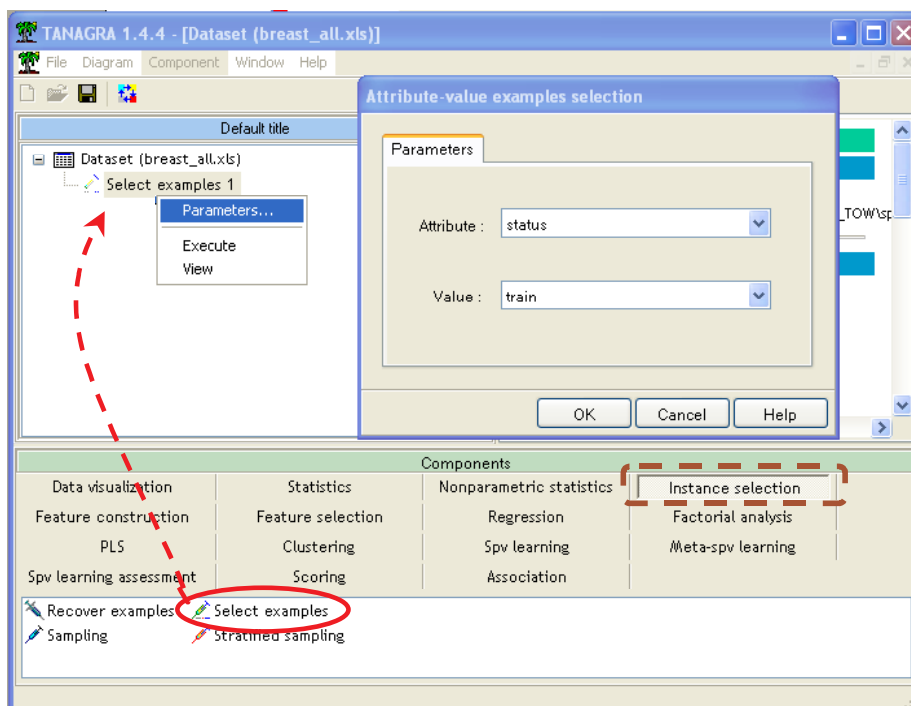 TANAGRA 1.4.4 - [Dataset (breast_all.xls)]
File Diagram Component Window Help
Default title
Dataset (breast_all.xls)
Select examples 1
Parameters...
Execute
View
Attribute-value examples selection
Parameters
Attribute : status
Value : train
OK Cancel Help
_TOW\sp
Components
Data visualization Statistics Nonparametric statistics Instance selection
Feature construction Feature selection Regression Factorial analysis
PLS Clustering Spv learning Meta-spv learning
Spv learning assessment Scoring Association
Recover examples Select examples
Sampling Stratified sampling